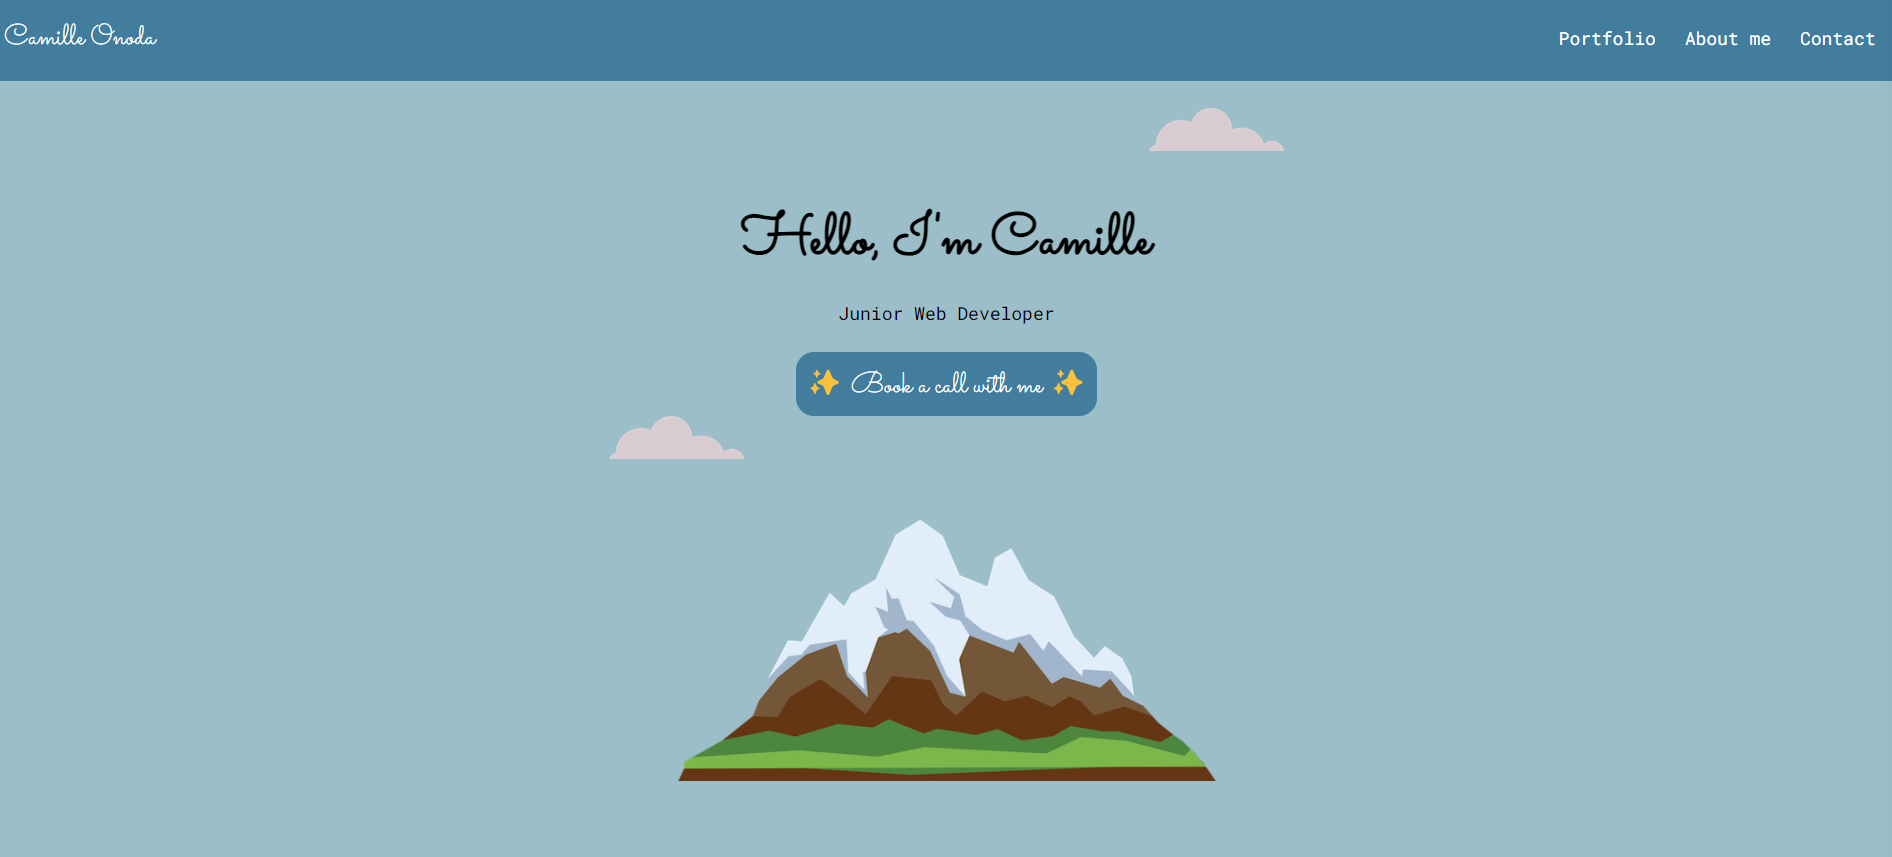 Camille Onoda
Portfolio About me Contact
Hello, I'm Camille
Junior Web Developer
✨ Book a call with me ✨